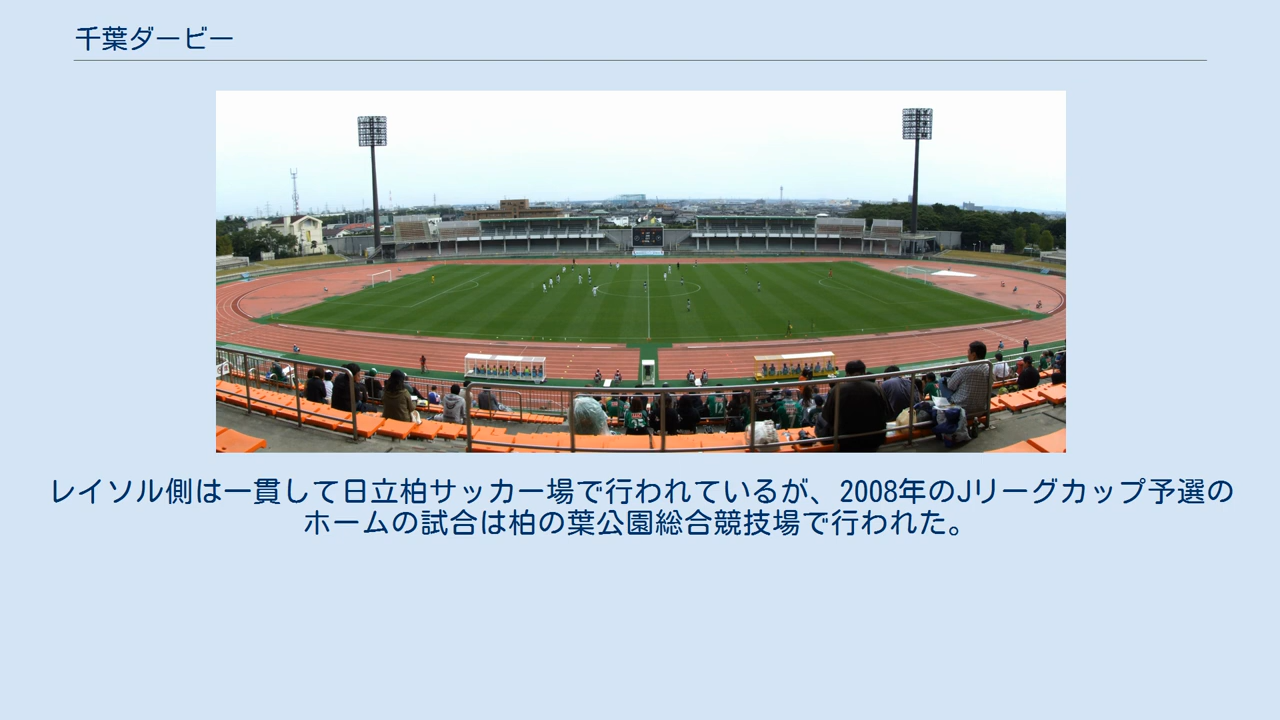 千葉ダービー
レイソル側は一貫して日立柏サッカー場で行われているが、2008年のJリーグカップ予選の
ホームの試合は柏の葉公園総合競技場で行われた。